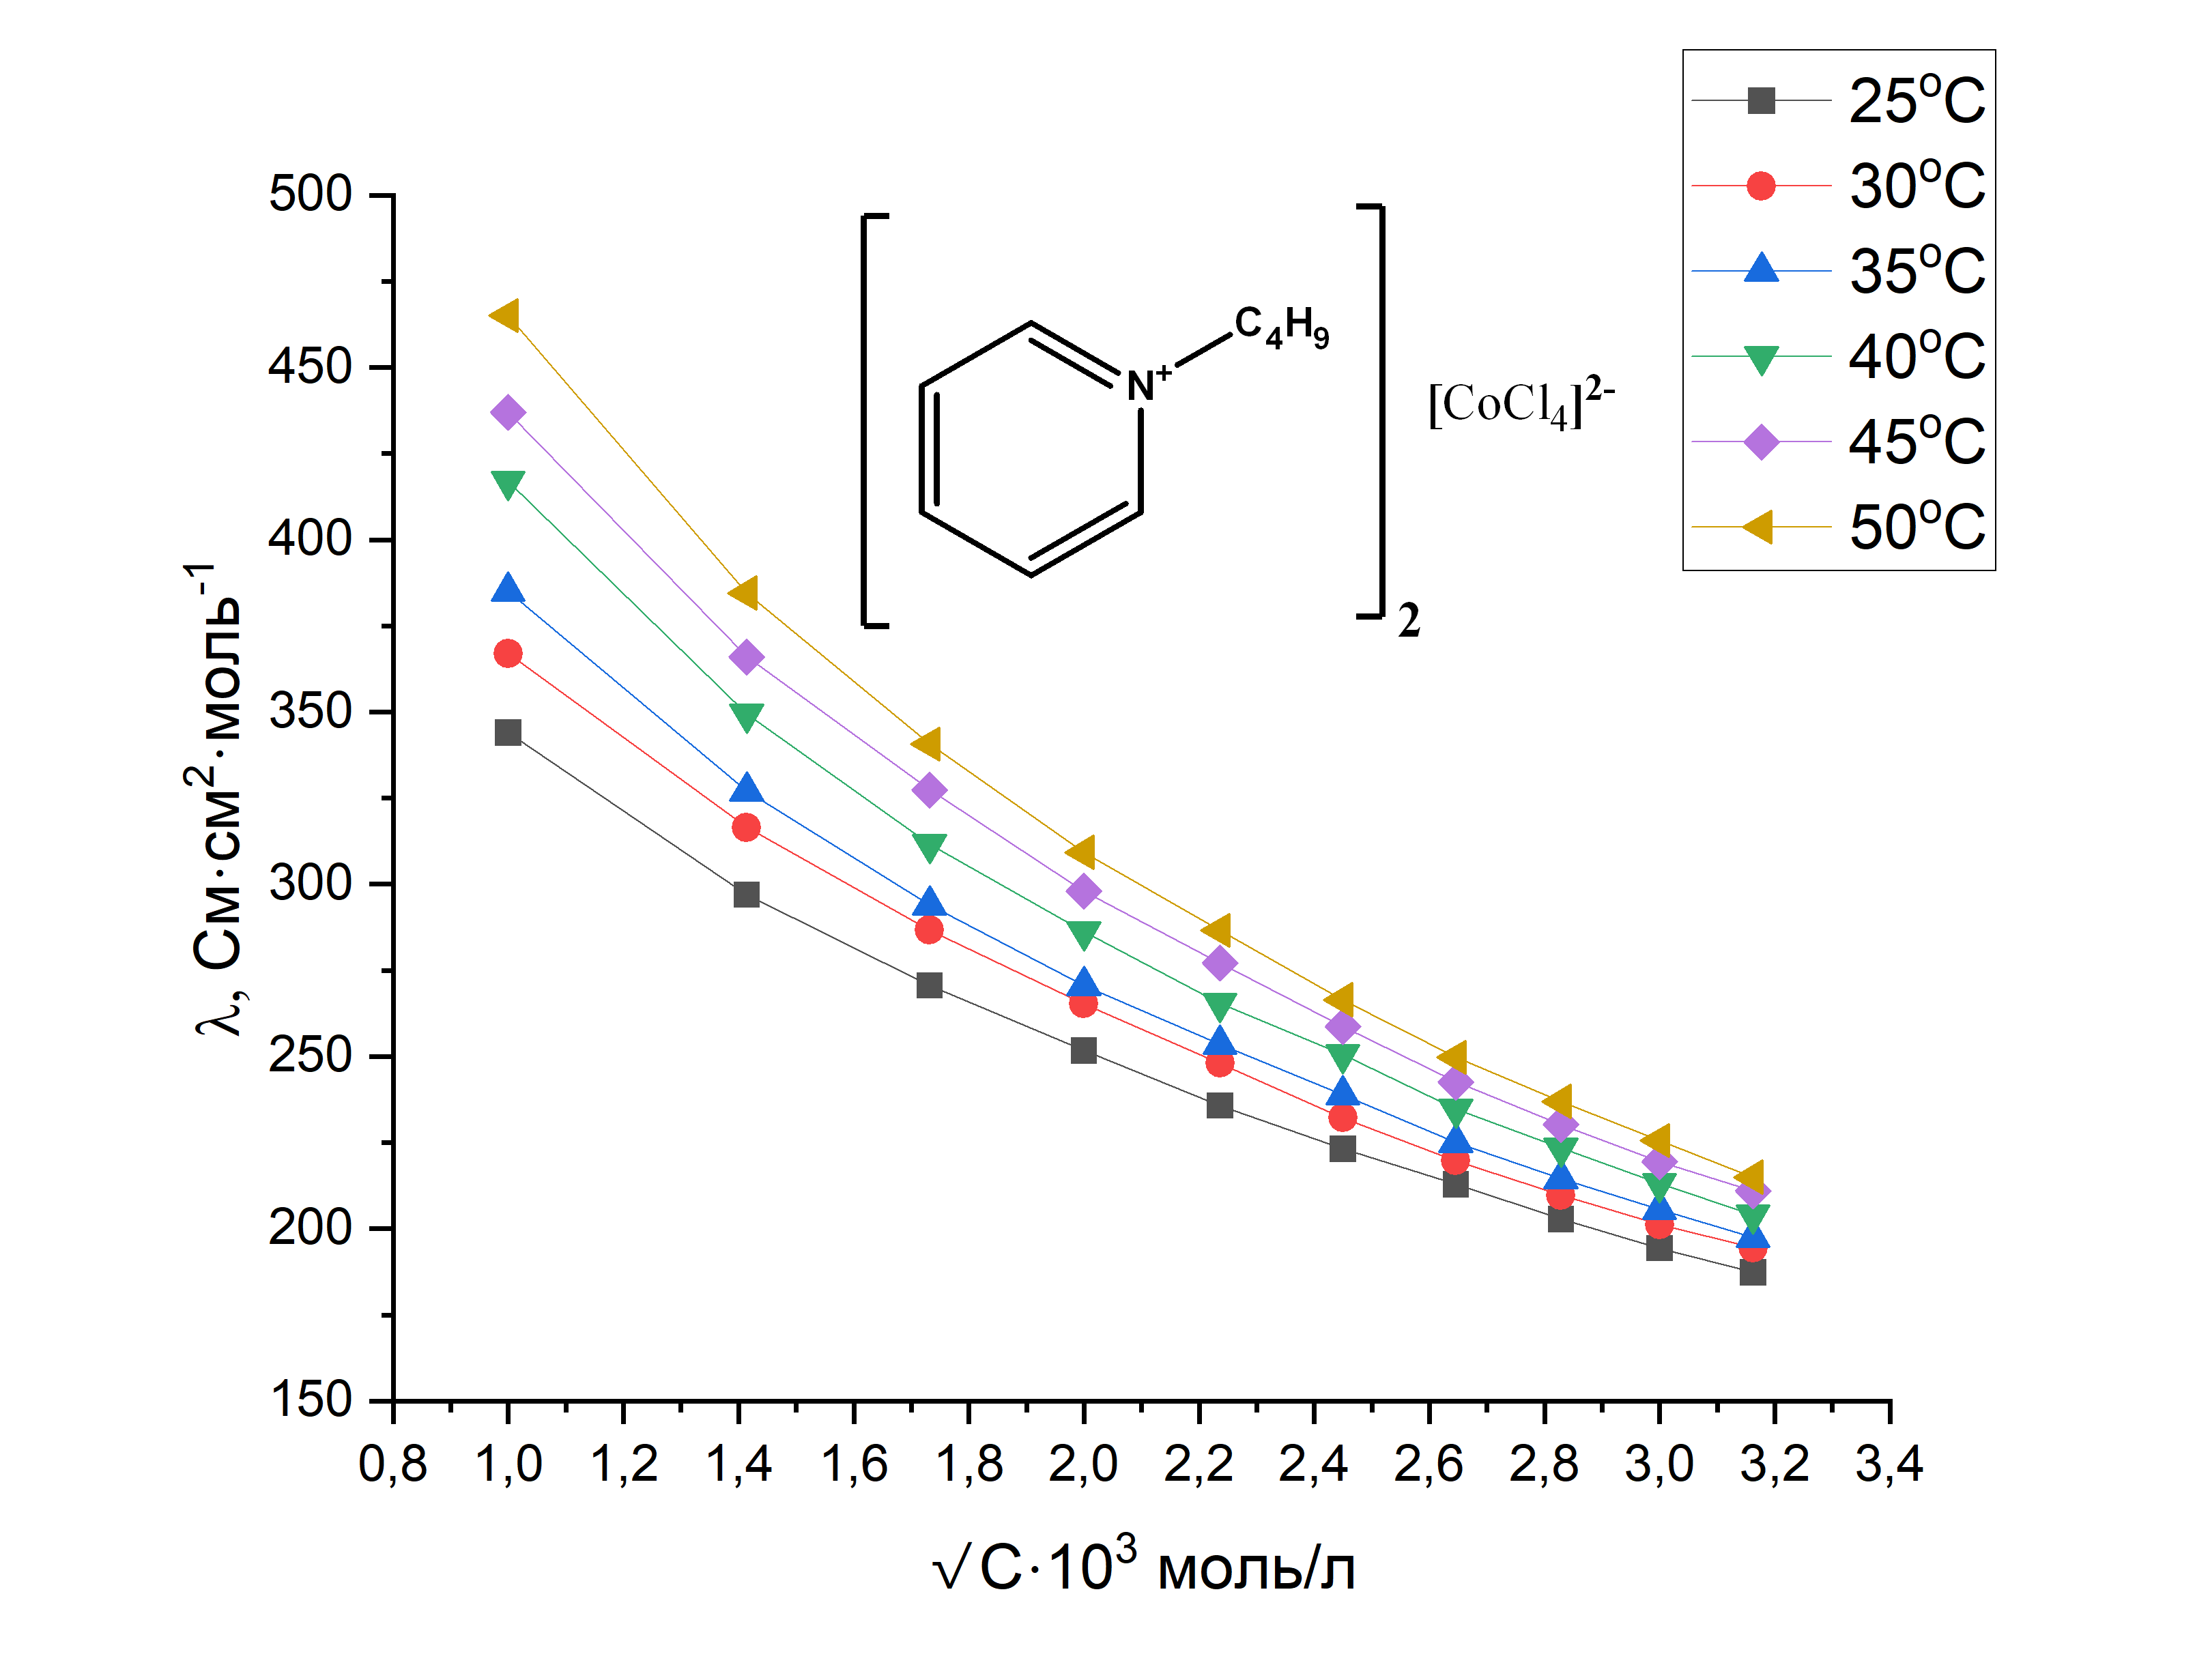 25°C
30°C
35°C
40°C
45°C
50°C
500
450
400
350
300
250
200
150
λ, См·см²·моль⁻¹
C₄H₉
N⁺
[CoCl₄]²⁻
2
0,8 1,0 1,2 1,4 1,6 1,8 2,0 2,2 2,4 2,6 2,8 3,0 3,2 3,4
√C·10³ моль/л